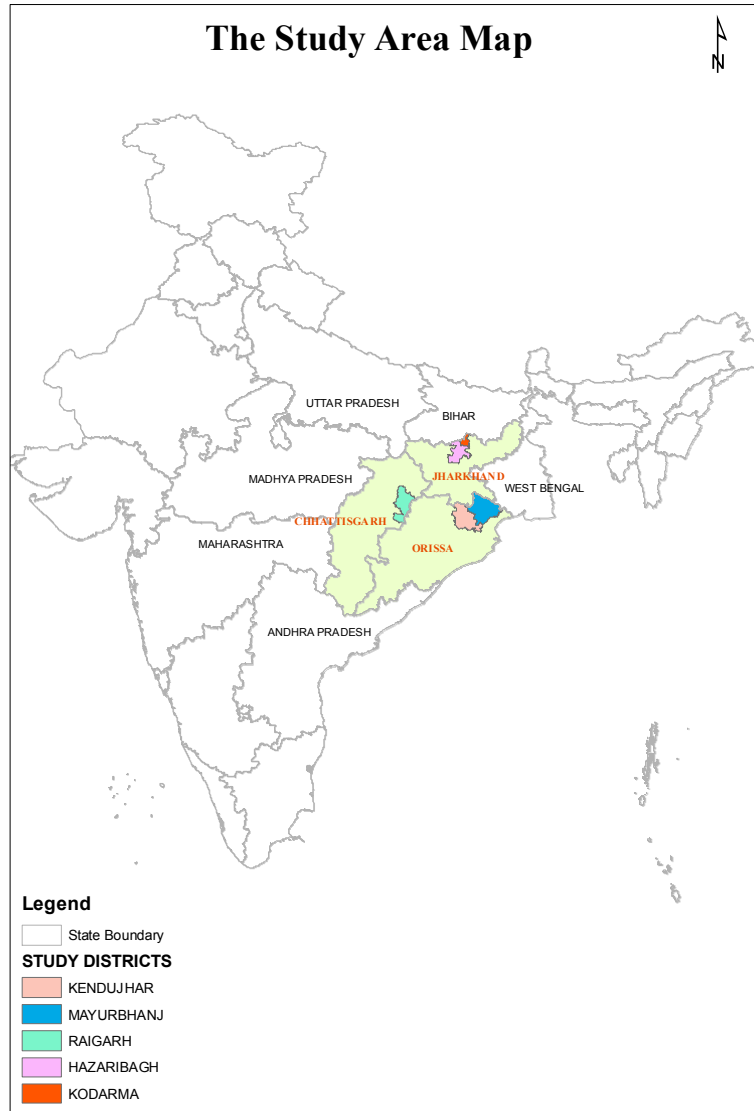 The Study Area Map
N
UTTAR PRADESH
BIHAR
MADHYA PRADESH
JHARKHAND
WEST BENGAL
CHHATTISGARH
MAHARASHTRA
ORISSA
ANDHRA PRADESH
Legend
State Boundary
STUDY DISTRICTS
KENDUJHAR
MAYURBHANJ
RAIGARH
HAZARIBAGH
KODARMA